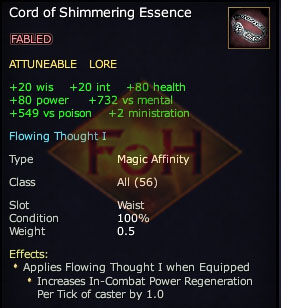 Cord of Shimmering Essence
FABLED
ATTUNEABLE LORE
+20 wis +20 int +80 health
+80 power +732 vs mental
+549 vs poison +2 ministration
Flowing Thought I
Type Magic Affinity
Class All (56)
Slot Waist
Condition 100%
Weight 0.5
Effects:
Applies Flowing Thought I when Equipped
Increases In-Combat Power Regeneration
Per Tick of caster by 1.0
FoH